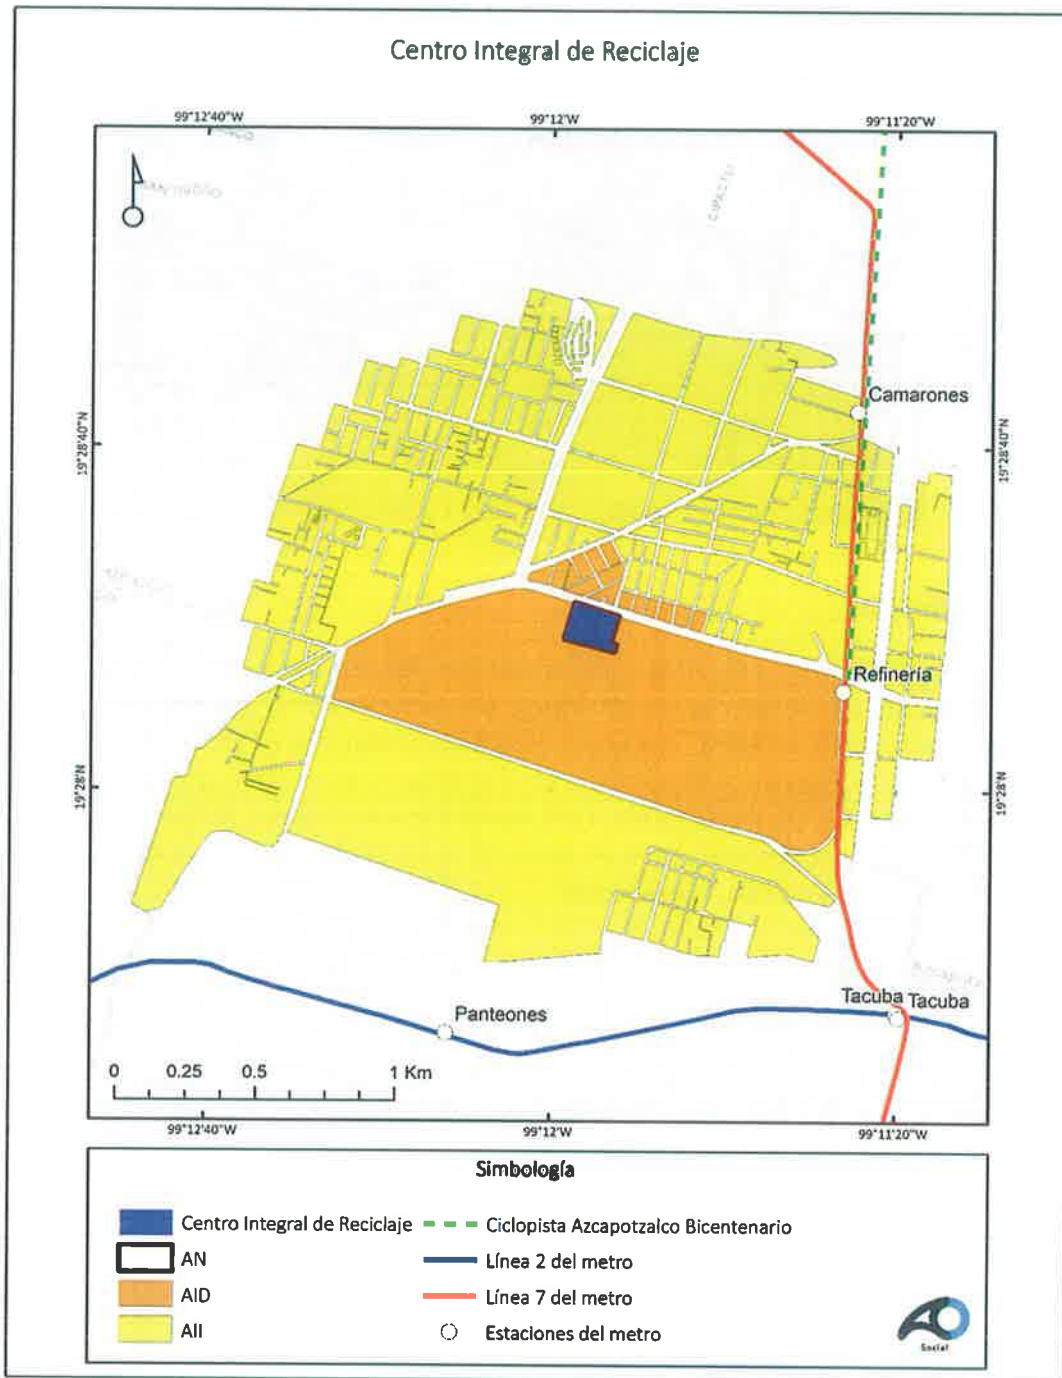 Centro Integral de Reciclaje
99°12'40"W
99°12'W
99°11'20"W
CIPACTLI
Camarones
19°28'40"N
19°28'40"N
Refinería
19°28'N
19°28'N
Tacuba Tacuba
Panteones
0 0.25 0.5 1 Km
99°12'40"W
99°12'W
99°11'20"W
Simbología
Centro Integral de Reciclaje
Ciclopista Azcapotzalco Bicentenario
AN
Línea 2 del metro
AID
Línea 7 del metro
AII
Estaciones del metro
Social